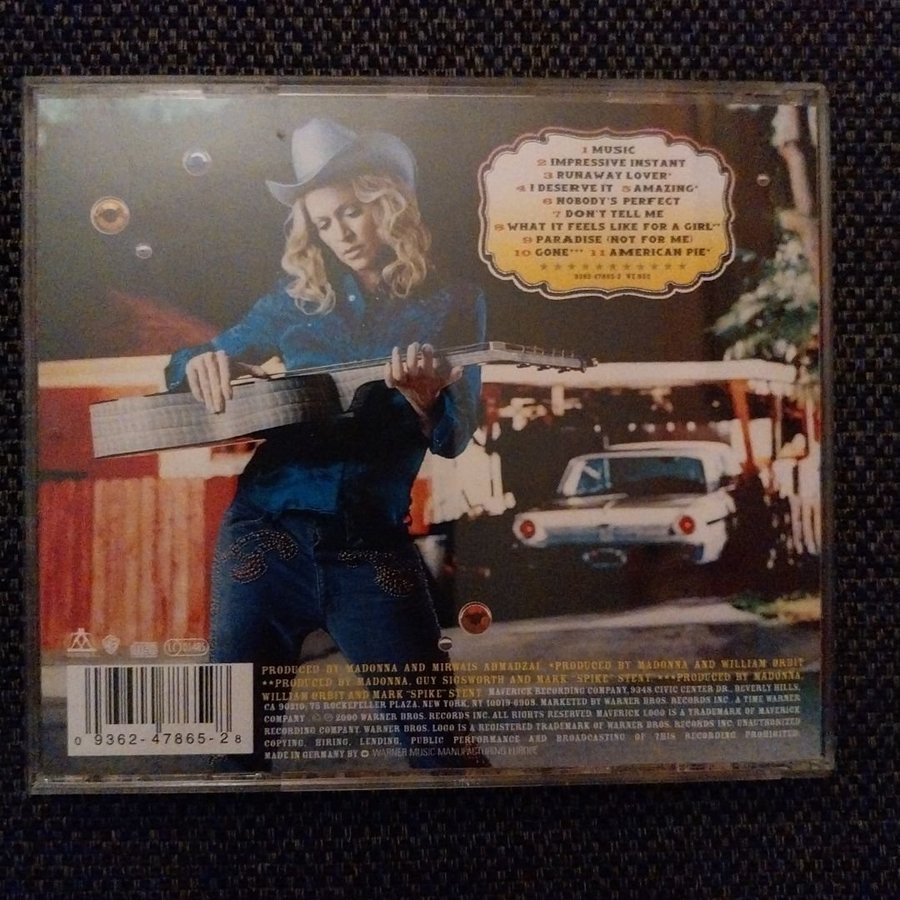 1 MUSIC
2 IMPRESSIVE INSTANT
3 RUNAWAY LOVER*
4 I DESERVE IT 5 AMAZING*
6 NOBODY'S PERFECT
7 DON'T TELL ME
8 WHAT IT FEELS LIKE FOR A GIRL**
9 PARADISE (NOT FOR ME)
10 GONE*** 11 AMERICAN PIE*
9362-47865-2
PRODUCED BY MADONNA AND MIRWAIS AHMADZAI *PRODUCED BY MADONNA AND WILLIAM ORBIT
**PRODUCED BY MADONNA, GUY SIGSWORTH AND MARK "SPIKE" STENT. ***PRODUCED BY MADONNA,
WILLIAM ORBIT AND MARK "SPIKE" STENT. MAVERICK RECORDING COMPANY, 9348 CIVIC CENTER DR., BEVERLY HILLS,
CA 90210; 75 ROCKEFELLER PLAZA, NEW YORK, NY 10019-6908. MARKETED BY WARNER BROS. RECORDS INC. A TIME WARNER
COMPANY ℗ © 2000 WARNER BROS. RECORDS INC. ALL RIGHTS RESERVED. MAVERICK LOGO IS A TRADEMARK OF MAVERICK
RECORDING COMPANY. WARNER BROS. LOGO IS A REGISTERED TRADEMARK OF WARNER BROS. RECORDS INC. UNAUTHORIZED
COPYING, HIRING, LENDING, PUBLIC PERFORMANCE AND BROADCASTING OF THIS RECORDING PROHIBITED.
MADE IN GERMANY BY WARNER MUSIC MANUFACTURING EUROPE
0 9362-47865-2 8